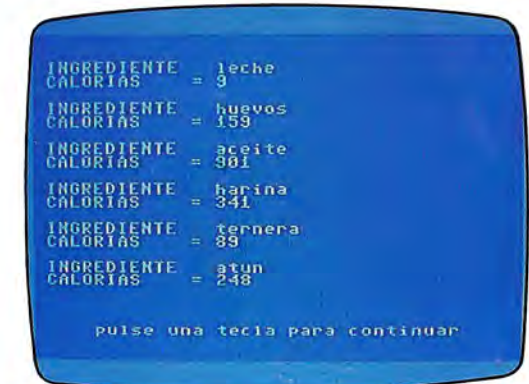 INGREDIENTE leche
CALORIAS = 9
INGREDIENTE huevos
CALORIAS = 159
INGREDIENTE aceite
CALORIAS = 901
INGREDIENTE harina
CALORIAS = 341
INGREDIENTE ternera
CALORIAS = 89
INGREDIENTE atun
CALORIAS = 248
pulse una tecla para continuar